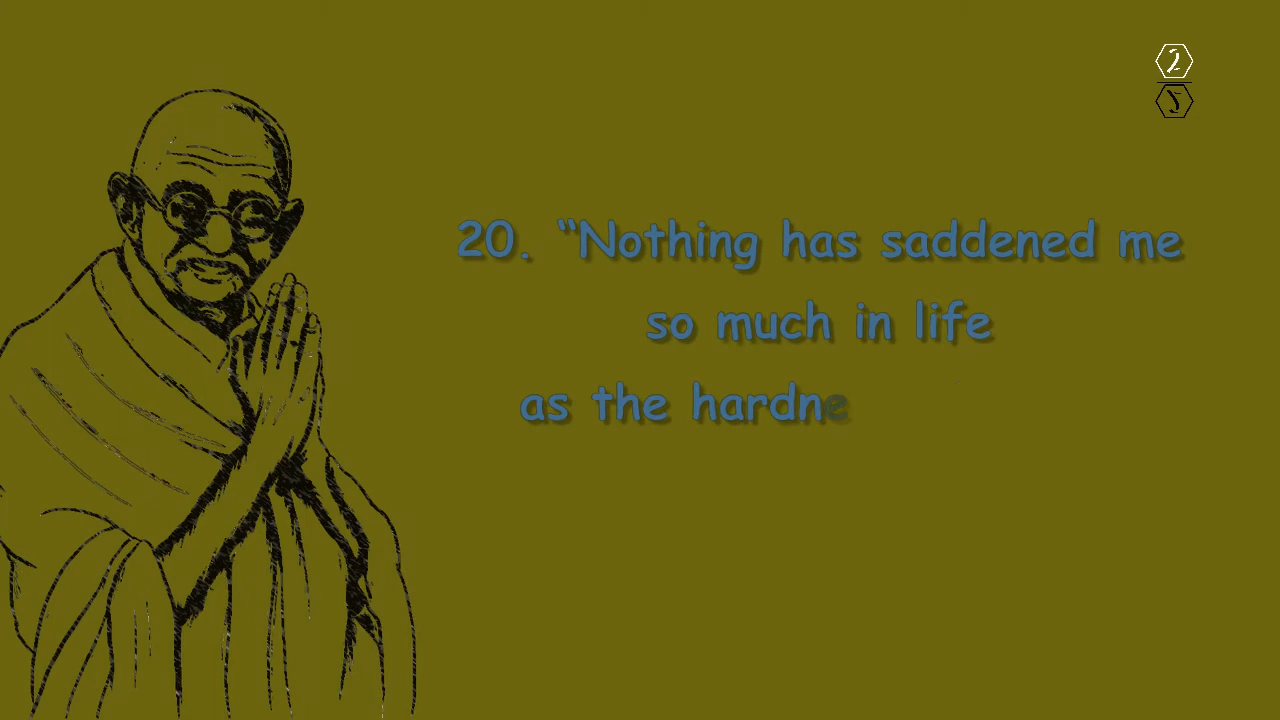 20. “Nothing has saddened me
so much in life
as the hardne